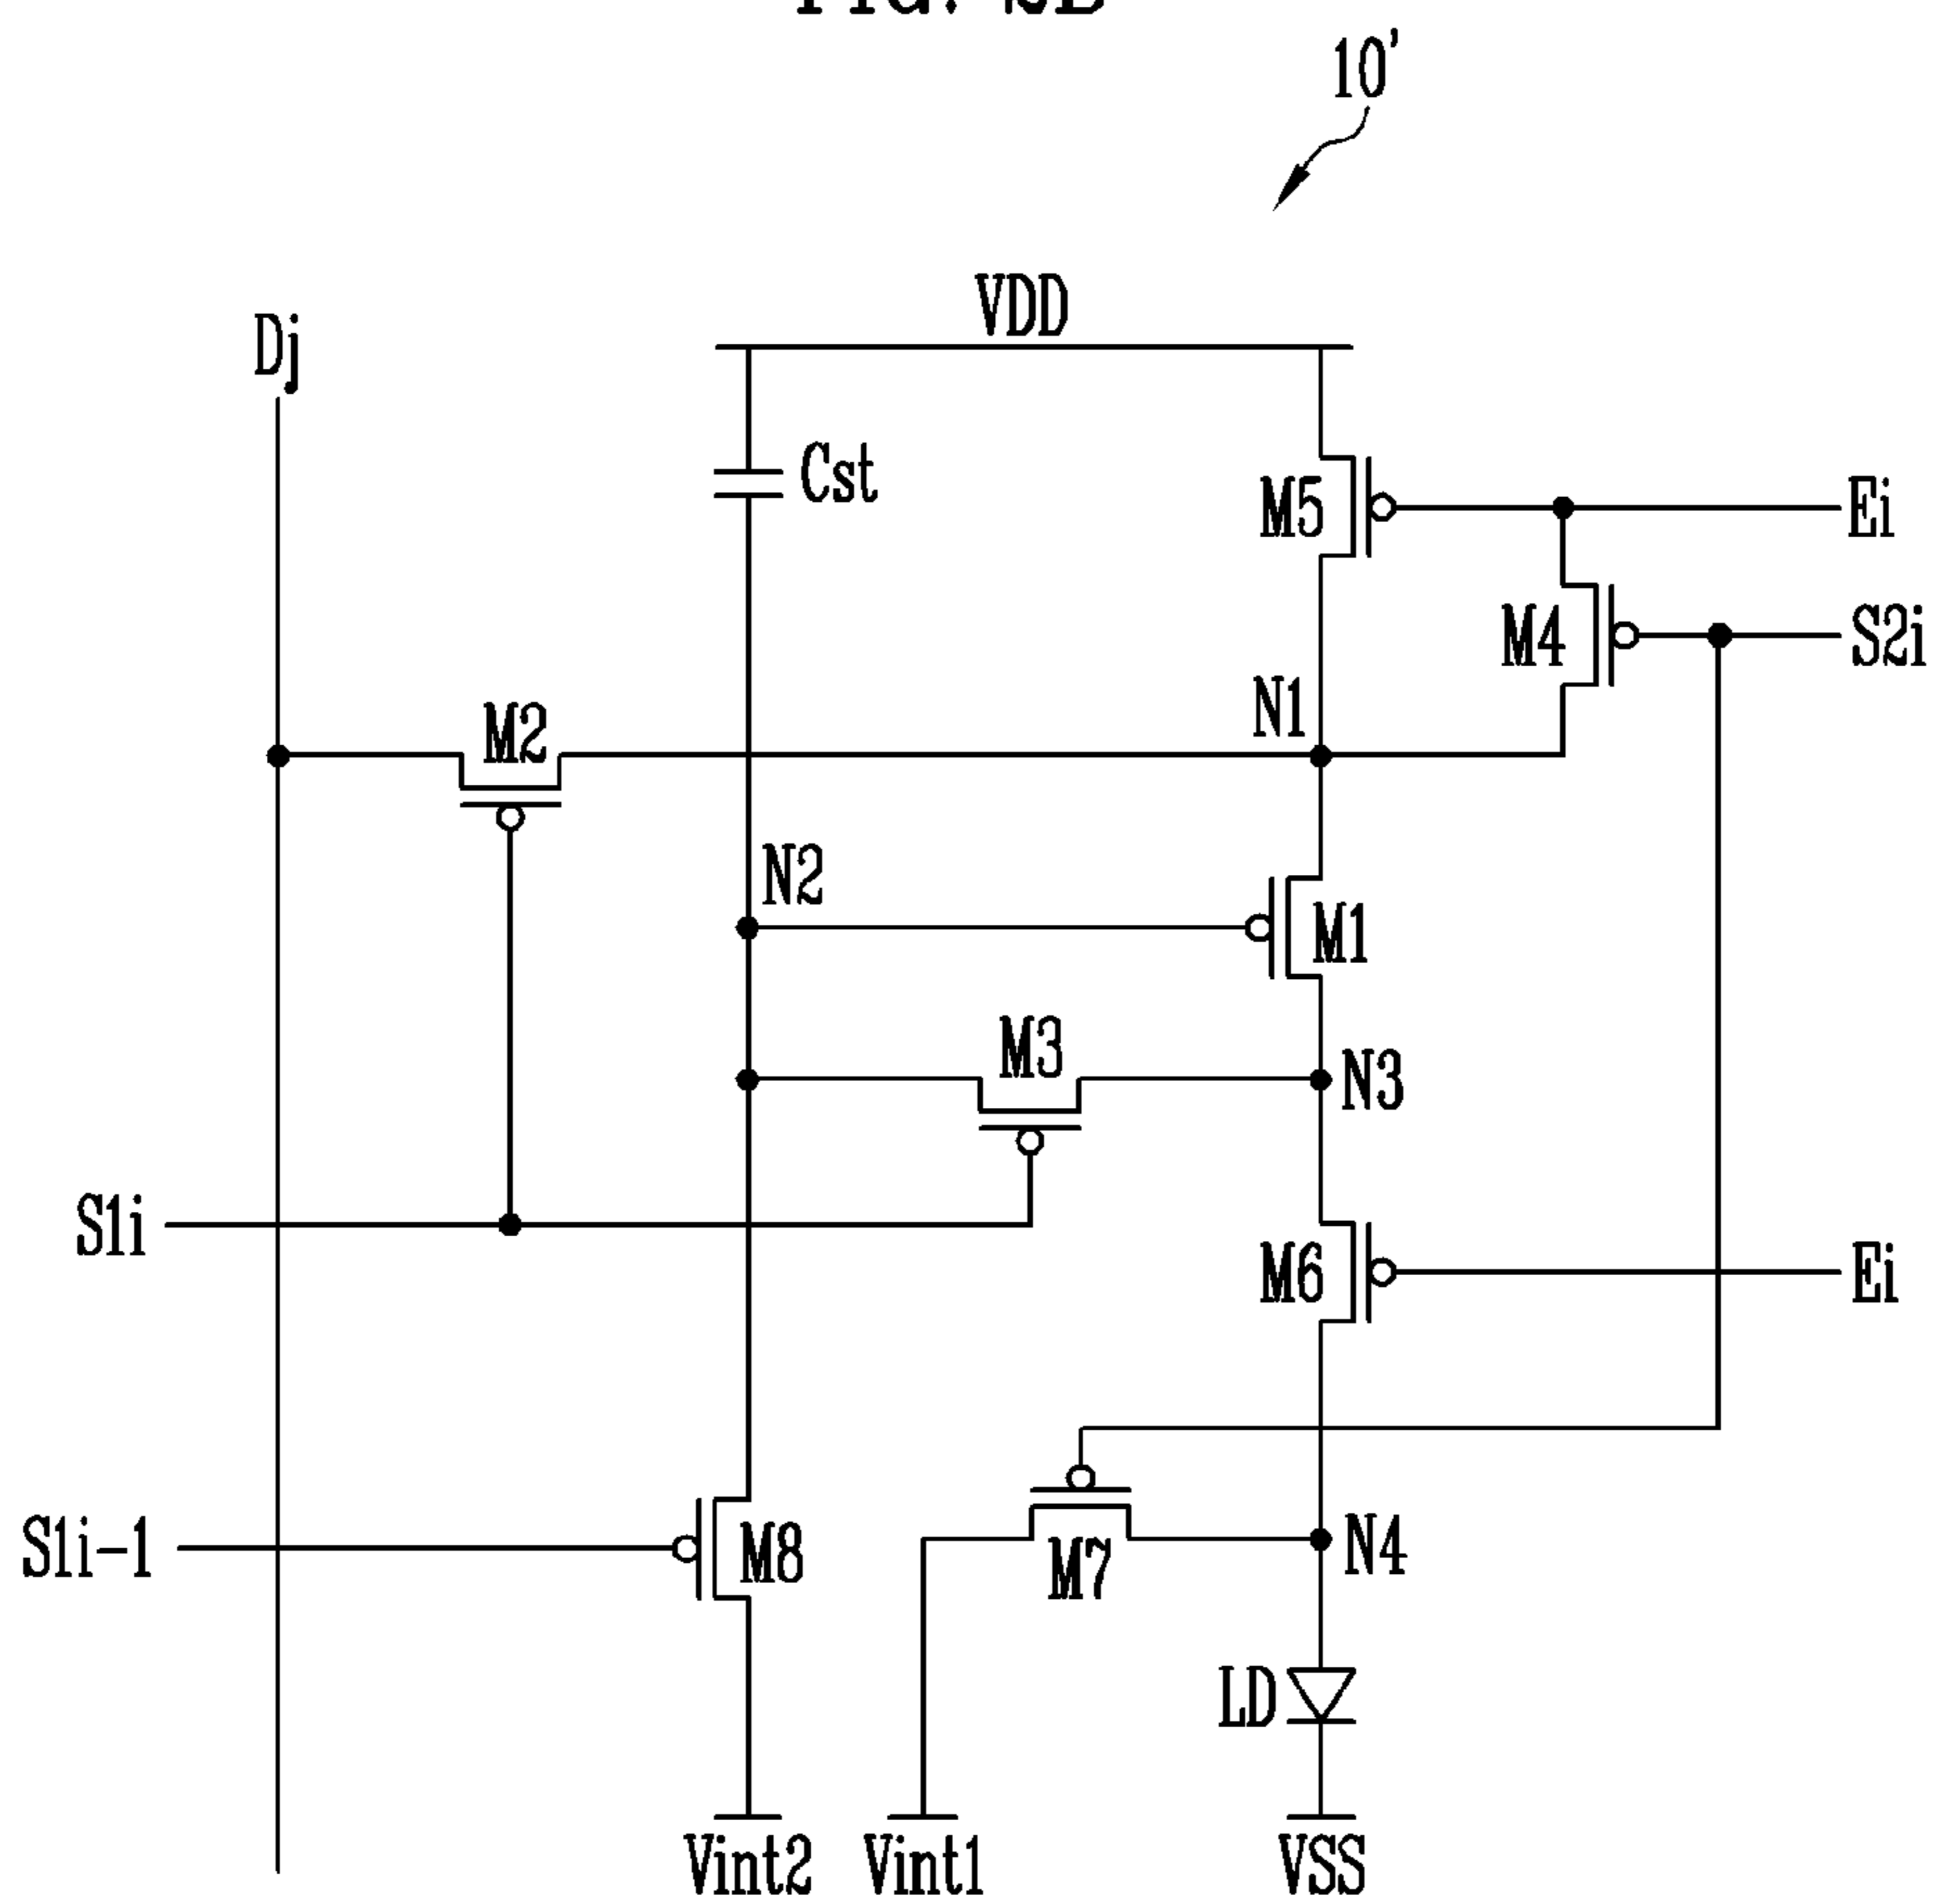 10'
VDD
Dj
Cst
M5
Ei
M4
S2i
N1
M2
N2
M1
M3
N3
S1i
M6
Ei
S1i-1
M8
M7
N4
LD
Vint2
Vint1
VSS